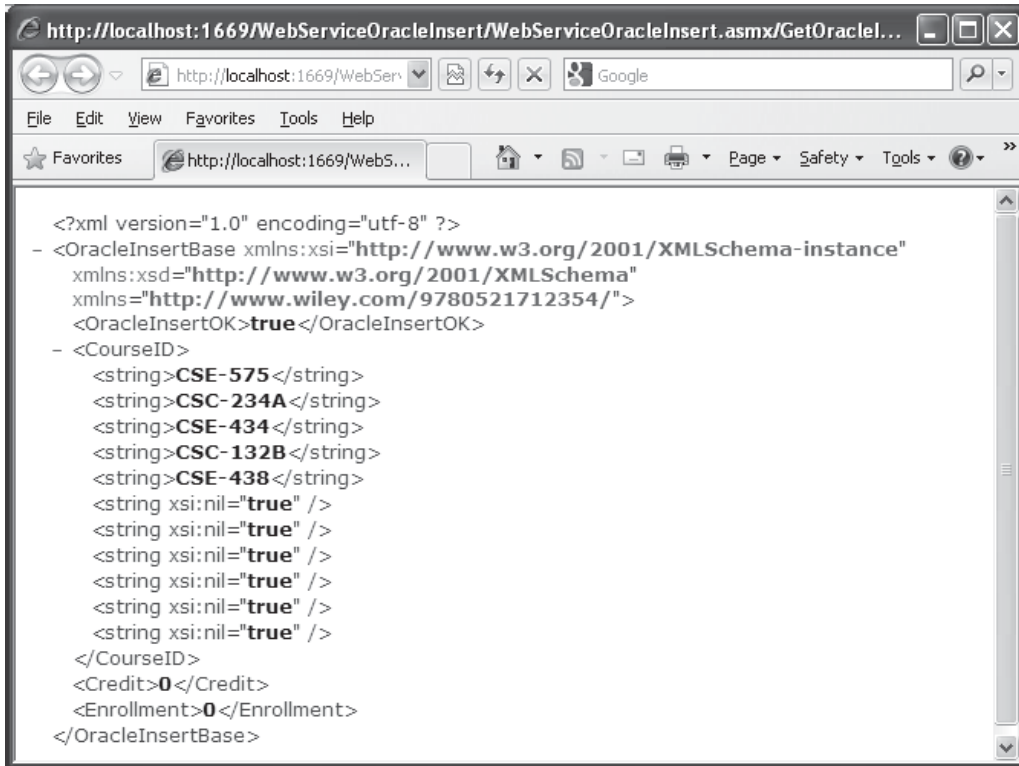 http://localhost:1669/WebServiceOracleInsert/WebServiceOracleInsert.asmx/GetOracleI...
http://localhost:1669/WebServ
Google
File Edit View Favorites Tools Help
Favorites http://localhost:1669/WebS... Page Safety Tools »
<?xml version="1.0" encoding="utf-8" ?>
– <OracleInsertBase xmlns:xsi="http://www.w3.org/2001/XMLSchema-instance"
xmlns:xsd="http://www.w3.org/2001/XMLSchema"
xmlns="http://www.wiley.com/9780521712354/">
<OracleInsertOK>true</OracleInsertOK>
– <CourseID>
<string>CSE-575</string>
<string>CSC-234A</string>
<string>CSE-434</string>
<string>CSC-132B</string>
<string>CSE-438</string>
<string xsi:nil="true" />
<string xsi:nil="true" />
<string xsi:nil="true" />
<string xsi:nil="true" />
<string xsi:nil="true" />
<string xsi:nil="true" />
</CourseID>
<Credit>0</Credit>
<Enrollment>0</Enrollment>
</OracleInsertBase>